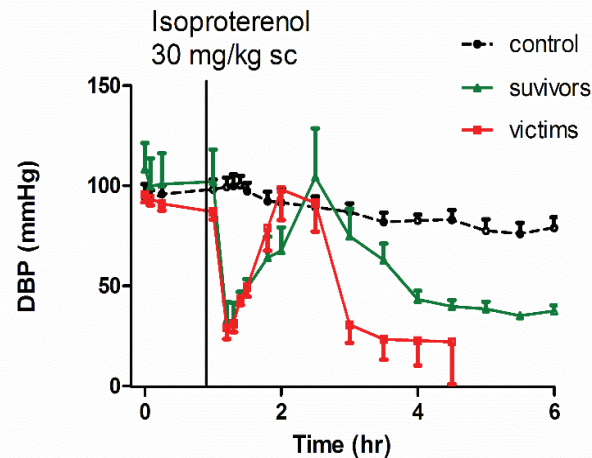 Isoproterenol
30 mg/kg sc
control
suvivors
victims
150
100
50
0
DBP (mmHg)
0
2
4
6
Time (hr)